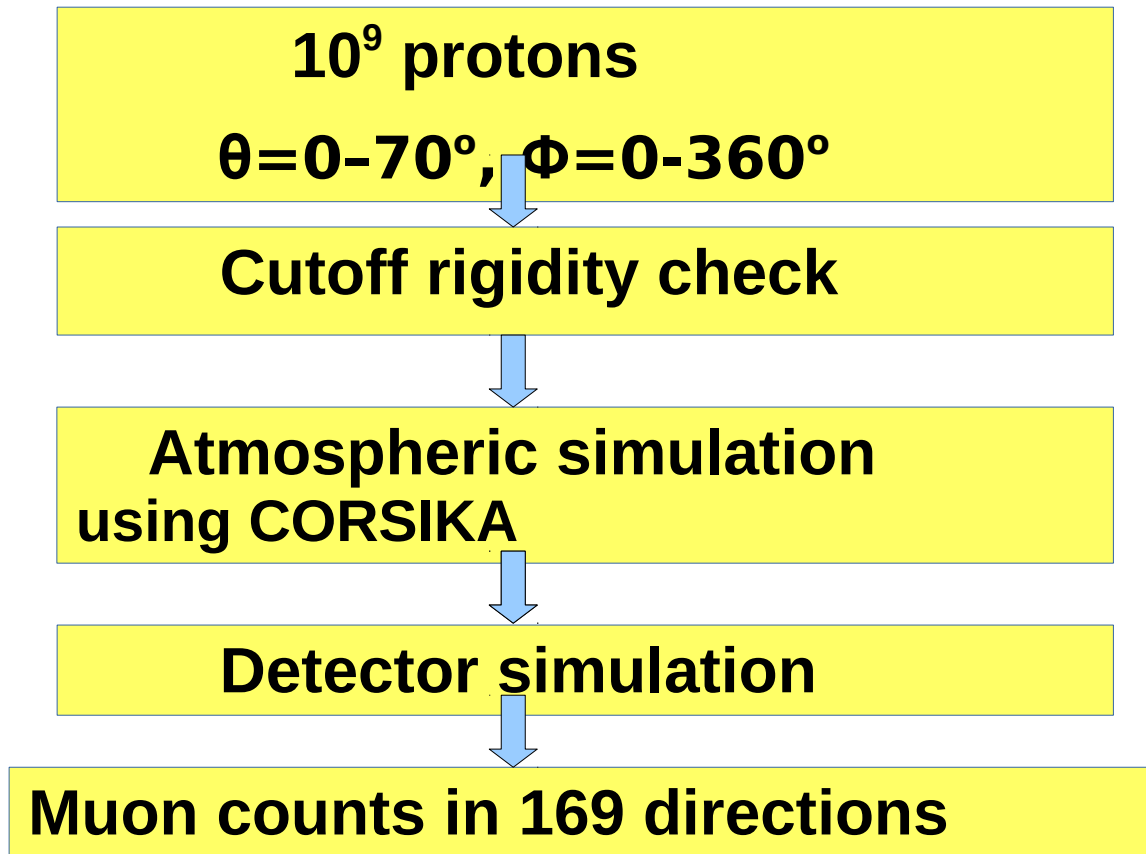 10⁹ protons
θ=0–70º, Φ=0-360º
Cutoff rigidity check
Atmospheric simulation
using CORSIKA
Detector simulation
Muon counts in 169 directions